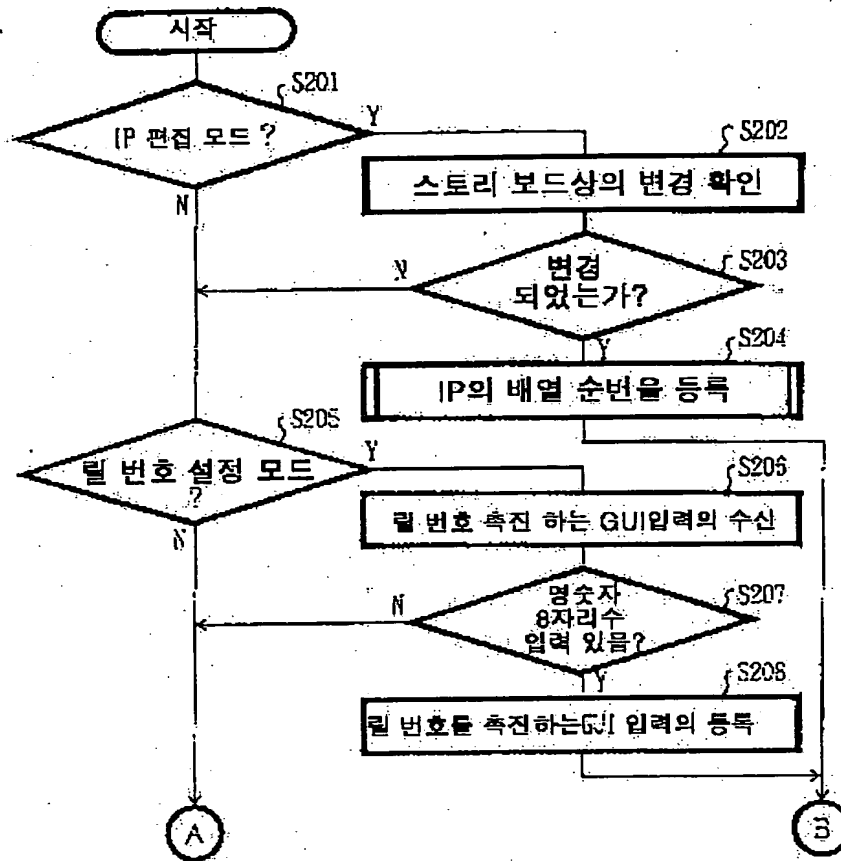 시작
S201
IP 편집 모드 ?
Y
N
S202
스토리 보드상의 변경 확인
S203
변경
되었는가?
N
Y
S204
IP의 배열 순번을 등록
S205
릴 번호 설정 모드
?
Y
N
S206
릴 번호 촉진 하는 GUI입력의 수신
S207
명숫자
8자리수
입력 있음?
N
Y
S208
릴 번호를 촉진하는GUI 입력의 등록
A
B